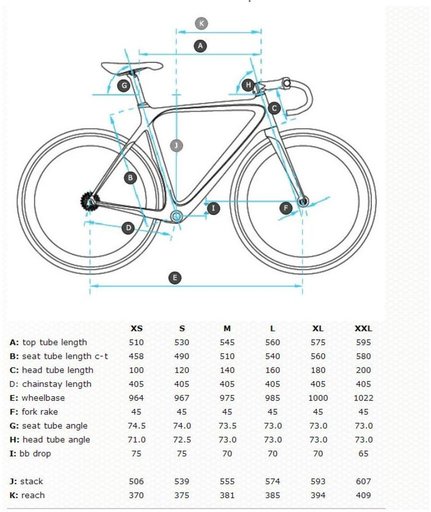 K
A
G
H
C
J
B
I
F
D
E
XS S M L XL XXL
A: top tube length 510 530 545 560 575 595
B: seat tube length c-t 458 490 510 540 560 580
C: head tube length 100 120 140 160 180 200
D: chainstay length 405 405 405 405 405 405
E: wheelbase 964 967 975 985 1000 1022
F: fork rake 45 45 45 45 45 45
G: seat tube angle 74.5 74.0 73.5 73.0 73.0 73.0
H: head tube angle 71.0 72.5 73.0 73.0 73.0 73.0
I: bb drop 75 75 70 70 70 65
J: stack 506 539 555 574 593 607
K: reach 370 375 381 385 394 409